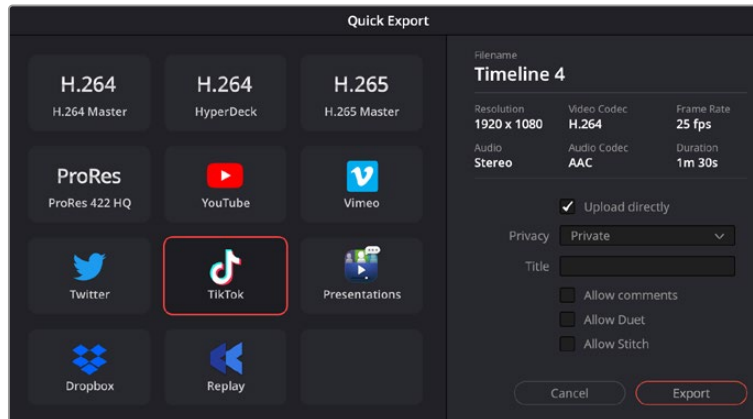 Quick Export
H.264
H.264 Master
H.264
HyperDeck
H.265
H.265 Master
ProRes
ProRes 422 HQ
YouTube
Vimeo
Twitter
TikTok
Presentations
Dropbox
Replay
Filename
Timeline 4
Resolution Video Codec Frame Rate
1920 x 1080 H.264 25 fps
Audio Audio Codec Duration
Stereo AAC 1m 30s
Upload directly
Privacy Private
Title
Allow comments
Allow Duet
Allow Stitch
Cancel Export